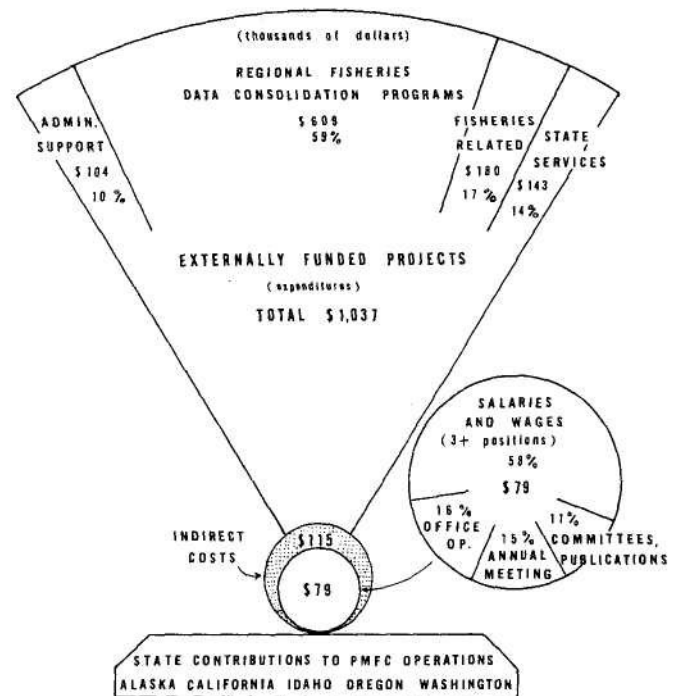 (thousands of dollars)
REGIONAL FISHERIES
DATA CONSOLIDATION PROGRAMS
$609
59%
ADMIN.
SUPPORT
$104
10%
FISHERIES
RELATED
$180
17%
STATE
SERVICES
$143
14%
EXTERNALLY FUNDED PROJECTS
(expenditures)
TOTAL $1,037
SALARIES
AND WAGES
(3+ positions)
58%
$79
16%
OFFICE
OP.
15%
ANNUAL
MEETING
11%
COMMITTEES,
PUBLICATIONS
INDIRECT
COSTS
$115
$79
STATE CONTRIBUTIONS TO PMFC OPERATIONS
ALASKA CALIFORNIA IDAHO OREGON WASHINGTON